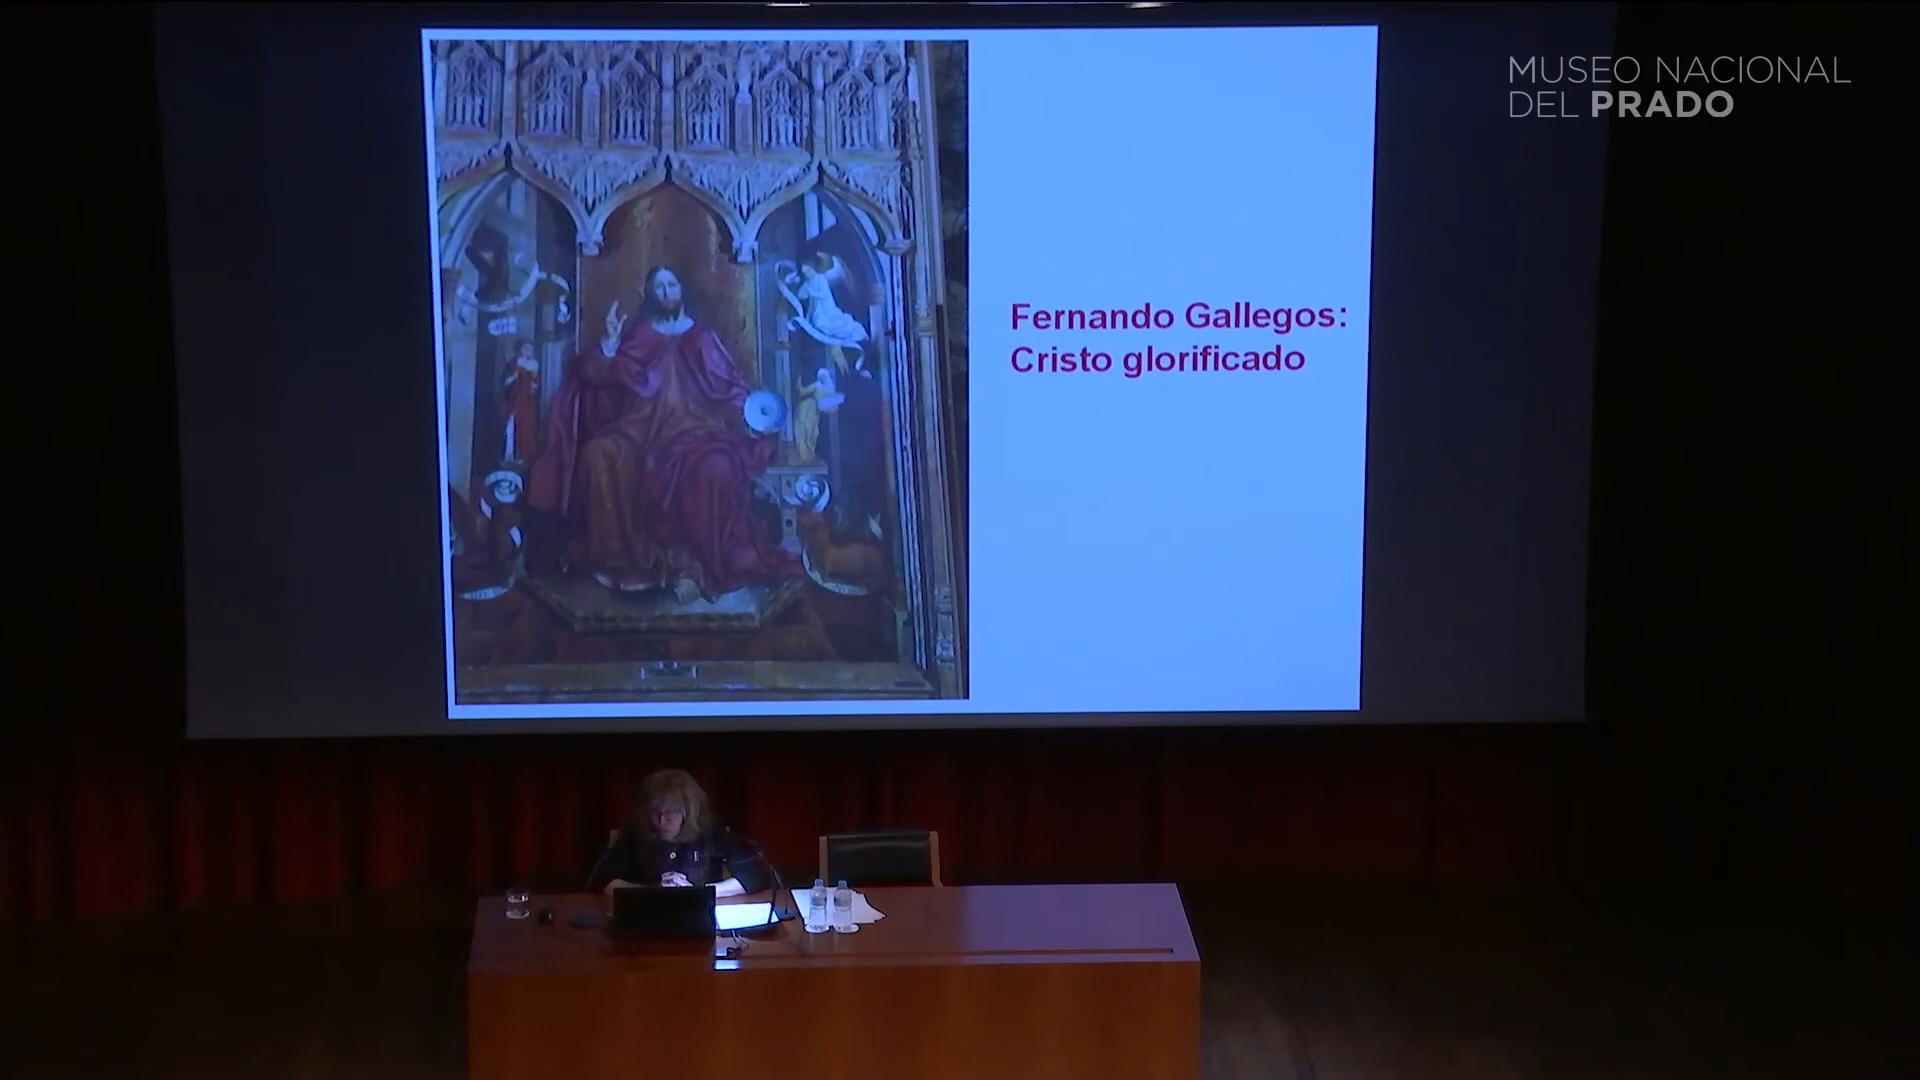 MUSEO NACIONAL
DEL PRADO
Fernando Gallegos:
Cristo glorificado